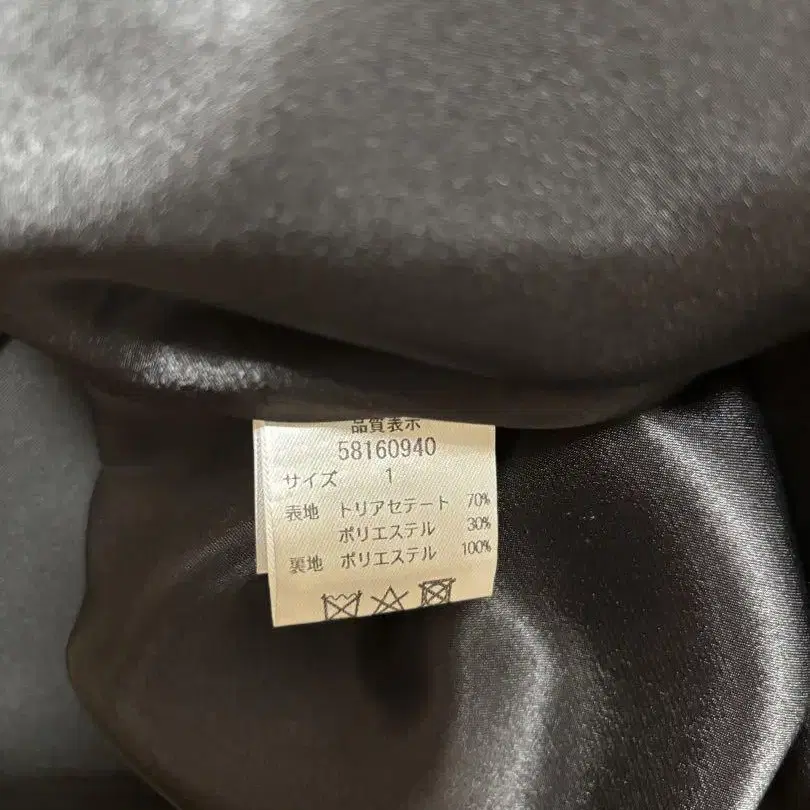 品質表示
58160940
サイズ 1
表地 トリアセテート 70%
ポリエステル 30%
裏地 ポリエステル 100%